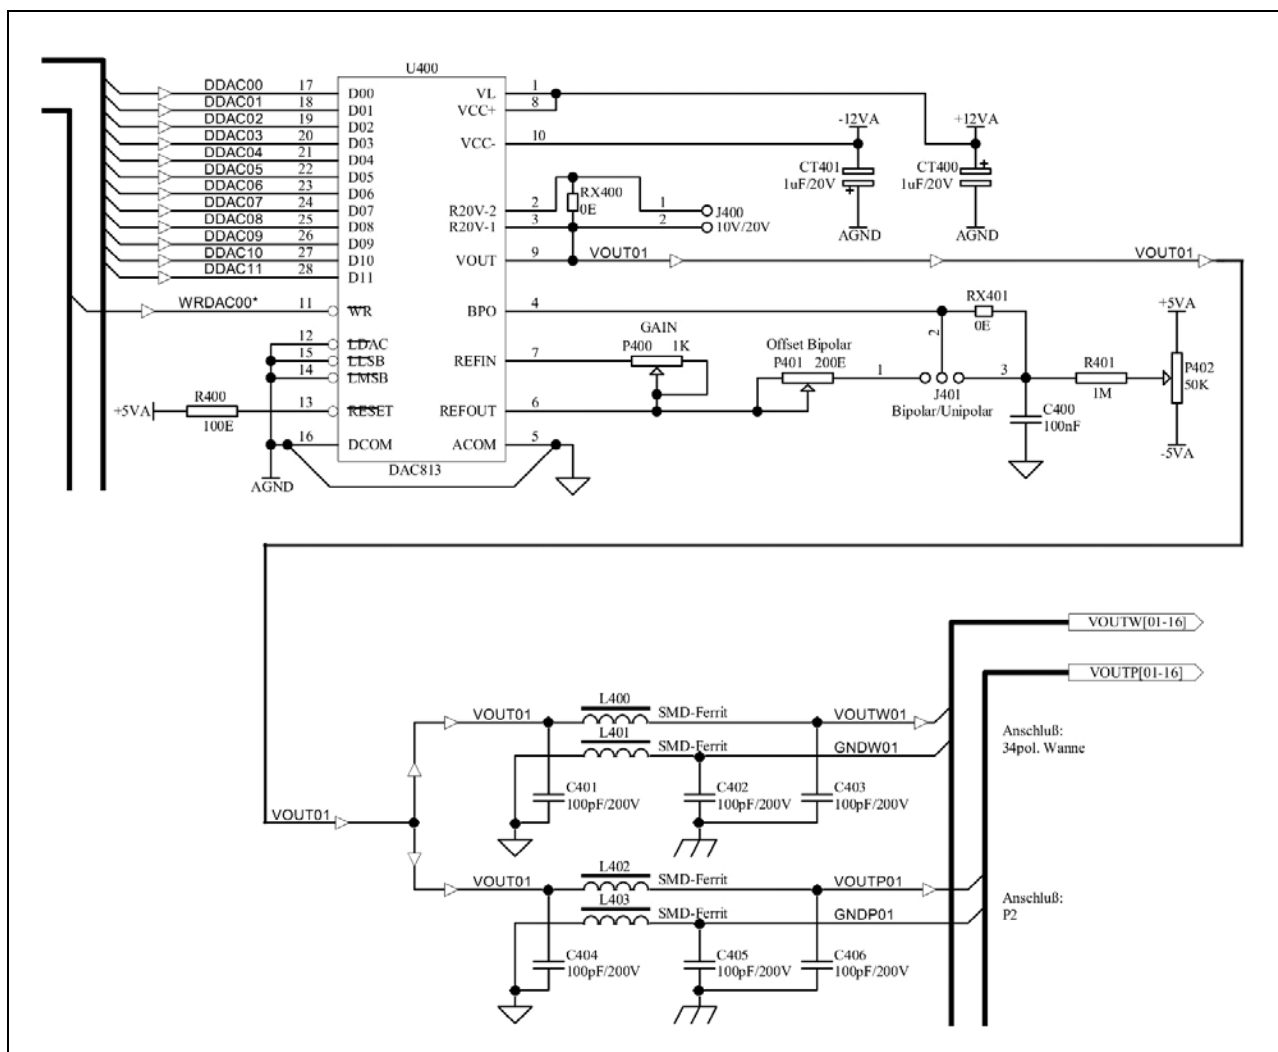 U400
DDAC00 17 D00 VL 1
DDAC01 18 D01 VCC+ 8
DDAC02 19 D02
DDAC03 20 D03 VCC- 10
DDAC04 21 D04
DDAC05 22 D05
DDAC06 23 D06
DDAC07 24 D07 R20V-2 2
DDAC08 25 D08 R20V-1 3
DDAC09 26 D09
DDAC10 27 D10 VOUT 9
DDAC11 28 D11
WRDAC00* 11 WR BPO 4
12 LDAC
15 LLSB REFIN 7
14 LMSB
13 RESET REFOUT 6
16 DCOM ACOM 5
DAC813
+5VA
R400
100E
AGND
-12VA
+12VA
CT401
1uF/20V
+
CT400
1uF/20V
+
AGND
AGND
RX400
0E
1
2
J400
10V/20V
VOUT01
VOUT01
RX401
0E
2
GAIN
P400 1K
Offset Bipolar
P401 200E
1
3
J401
Bipolar/Unipolar
C400
100nF
R401
1M
+5VA
P402
50K
-5VA
VOUTW[01-16]
VOUTP[01-16]
L400
VOUT01
SMD-Ferrit
VOUTW01
L401
SMD-Ferrit
GNDW01
Anschluß:
34pol. Wanne
C401
100pF/200V
C402
100pF/200V
C403
100pF/200V
VOUT01
L402
VOUT01
SMD-Ferrit
VOUTP01
L403
SMD-Ferrit
GNDP01
Anschluß:
P2
C404
100pF/200V
C405
100pF/200V
C406
100pF/200V